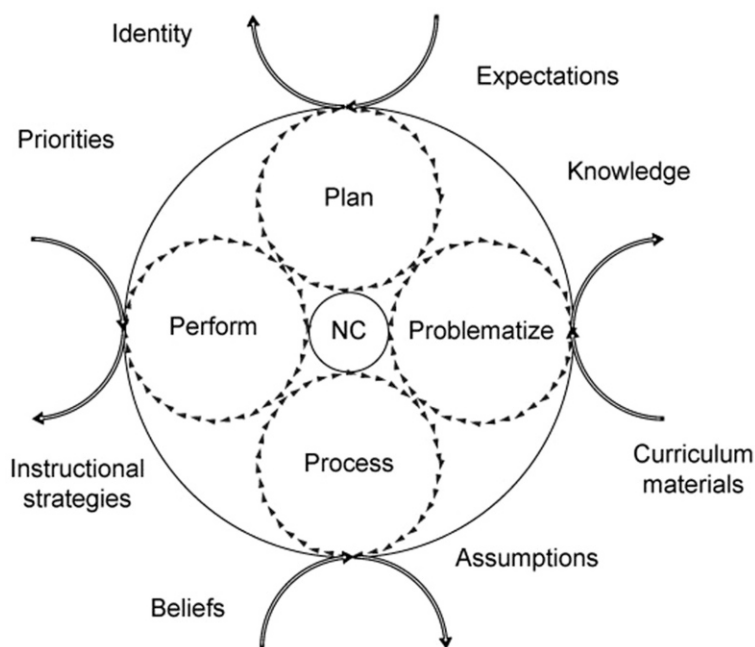 Identity
Expectations
Priorities
Knowledge
Plan
Perform
NC
Problematize
Process
Instructional
strategies
Curriculum
materials
Assumptions
Beliefs